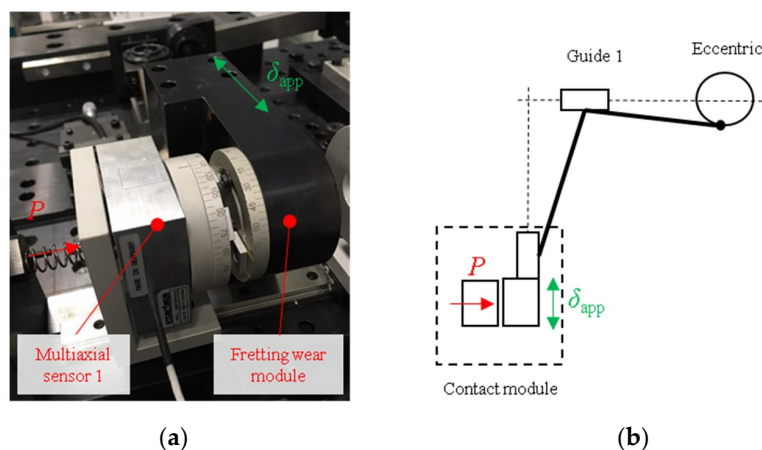 δapp
P
Multiaxial
sensor 1
Fretting wear
module
(a)
Guide 1
Eccentric
P
δapp
Contact module
(b)